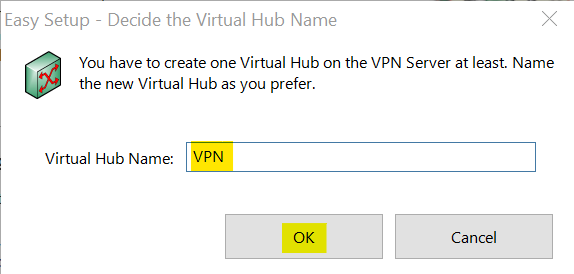 Easy Setup - Decide the Virtual Hub Name
You have to create one Virtual Hub on the VPN Server at least. Name
the new Virtual Hub as you prefer.
Virtual Hub Name: VPN
OK Cancel